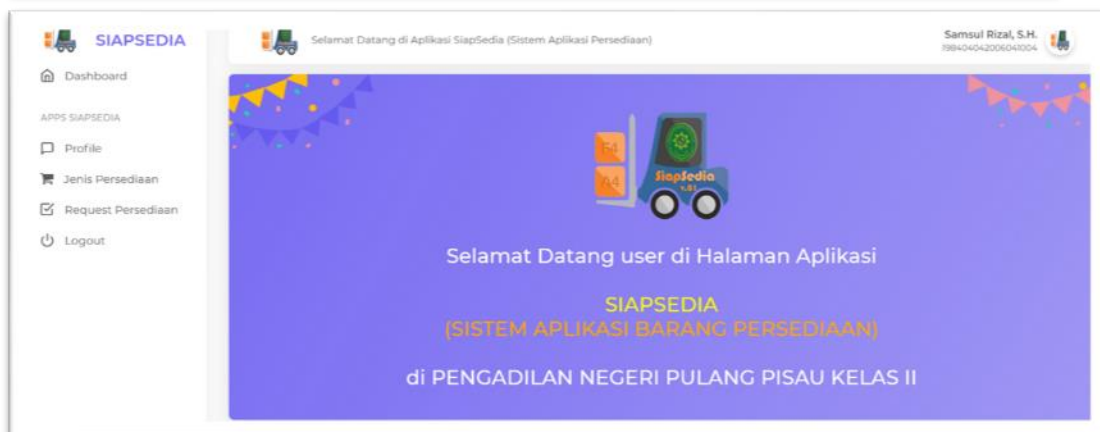 SIAPSEDIA
Dashboard
APPS SIAPSEDIA
Profile
Jenis Persediaan
Request Persediaan
Logout
Selamat Datang di Aplikasi SiapSedia (Sistem Aplikasi Persediaan)
Samsul Rizal, S.H.
198404042006041004
F4
A4
SiapSedia
v.01
Selamat Datang user di Halaman Aplikasi
SIAPSEDIA
(SISTEM APLIKASI BARANG PERSEDIAAN)
di PENGADILAN NEGERI PULANG PISAU KELAS II